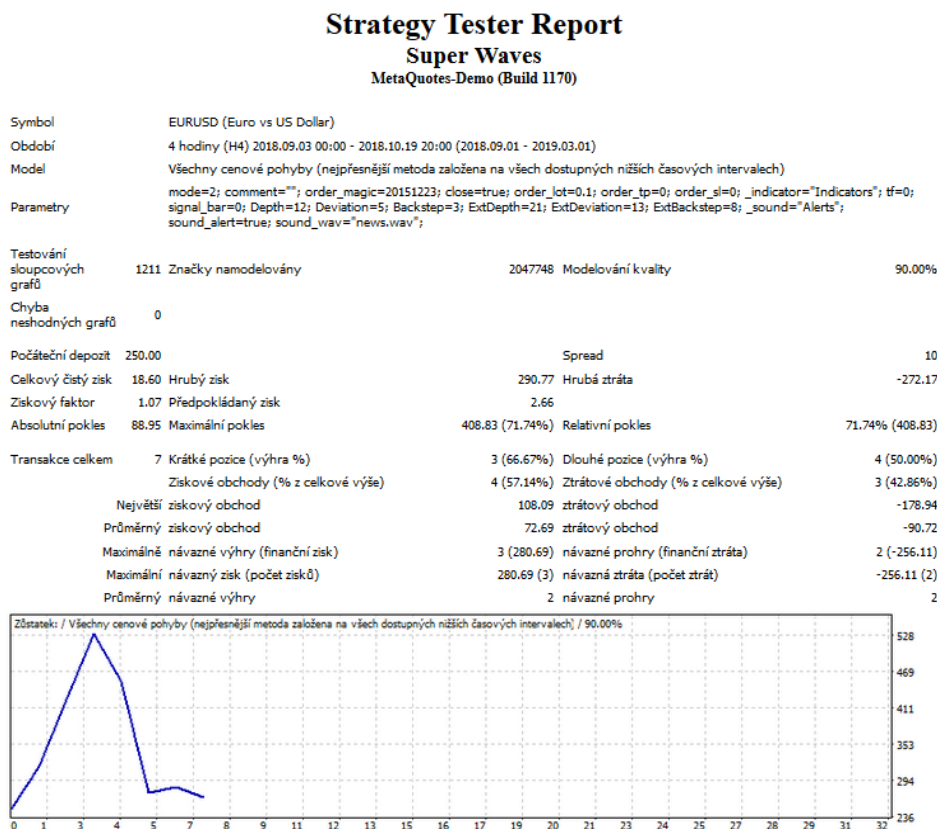 Strategy Tester Report
Super Waves
MetaQuotes-Demo (Build 1170)
Symbol EURUSD (Euro vs US Dollar)
Období 4 hodiny (H4) 2018.09.03 00:00 - 2018.10.19 20:00 (2018.09.01 - 2019.03.01)
Model Všechny cenové pohyby (nejpřesnější metoda založena na všech dostupných nižších časových intervalech)
Parametry mode=2; comment=""; order_magic=20151223; close=true; order_lot=0.1; order_tp=0; order_sl=0; _indicator="Indicators"; tf=0;
signal_bar=0; Depth=12; Deviation=5; Backstep=3; ExtDepth=21; ExtDeviation=13; ExtBackstep=8; _sound="Alerts";
sound_alert=true; sound_wav="news.wav";
Testování
sloupcových
grafů
1211 Značky namodelovány 2047748 Modelování kvality 90.00%
Chyba
neshodných grafů
0
Počáteční depozit 250.00 Spread 10
Celkový čistý zisk 18.60 Hrubý zisk 290.77 Hrubá ztráta -272.17
Ziskový faktor 1.07 Předpokládaný zisk 2.66
Absolutní pokles 88.95 Maximální pokles 408.83 (71.74%) Relativní pokles 71.74% (408.83)
Transakce celkem 7 Krátké pozice (výhra %) 3 (66.67%) Dlouhé pozice (výhra %) 4 (50.00%)
Ziskové obchody (% z celkové výše) 4 (57.14%) Ztrátové obchody (% z celkové výše) 3 (42.86%)
Největší ziskový obchod 108.09 ztrátový obchod -178.94
Průměrný ziskový obchod 72.69 ztrátový obchod -90.72
Maximálně návazné výhry (finanční zisk) 3 (280.69) návazné prohry (finanční ztráta) 2 (-256.11)
Maximální návazný zisk (počet zisků) 280.69 (3) návazná ztráta (počet ztrát) -256.11 (2)
Průměrný návazné výhry 2 návazné prohry 2
Zůstatek: / Všechny cenové pohyby (nejpřesnější metoda založena na všech dostupných nižších časových intervalech) / 90.00%
528
469
411
353
294
236
0 1 3 4 5 7 8 9 11 12 13 15 16 17 19 20 21 23 24 25 27 28 29 31 32